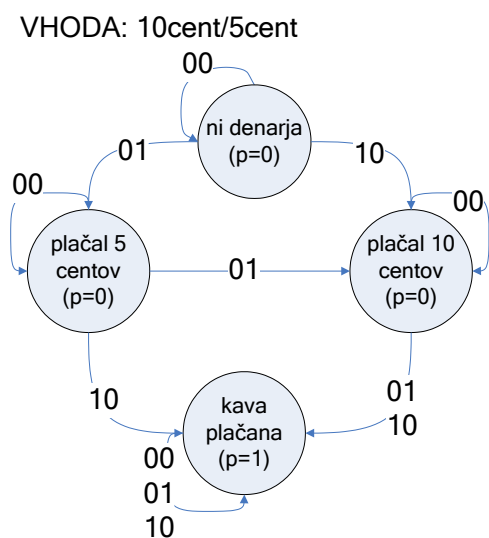 VHODA: 10cent/5cent
00
ni denarja
(p=0)
01
10
00
00
plačal 5
centov
(p=0)
plačal 10
centov
(p=0)
01
10
01
10
kava
plačana
(p=1)
00
01
10